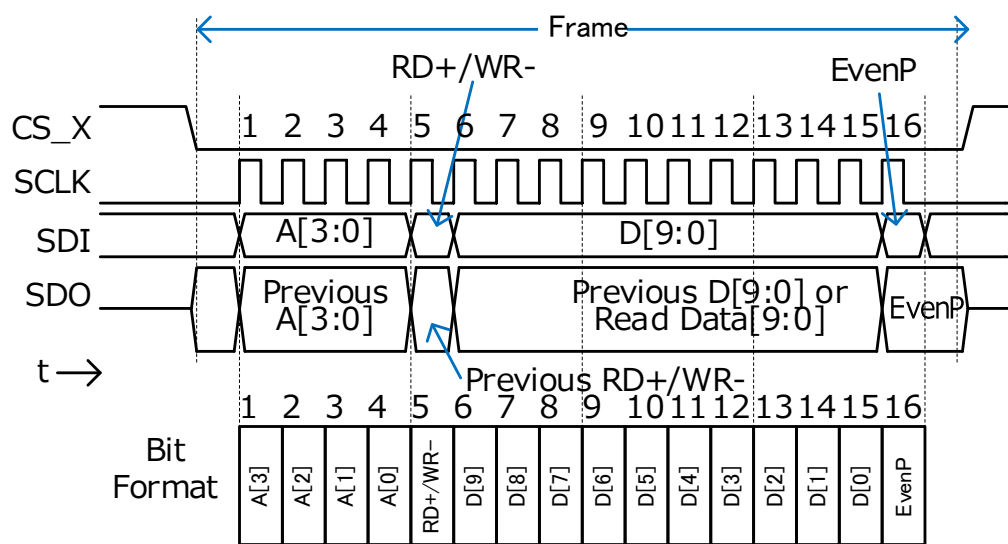 Frame
RD+/WR-
EvenP
CS_X
1 2 3 4 5 6 7 8 9 10 11 12 13 14 15 16
SCLK
SDI
A[3:0]
D[9:0]
SDO
Previous
A[3:0]
Previous D[9:0] or
Read Data[9:0]
EvenP
t
Previous RD+/WR-
1 2 3 4 5 6 7 8 9 10 11 12 13 14 15 16
Bit
Format
A[3]
A[2]
A[1]
A[0]
RD+/WR-
D[9]
D[8]
D[7]
D[6]
D[5]
D[4]
D[3]
D[2]
D[1]
D[0]
EvenP